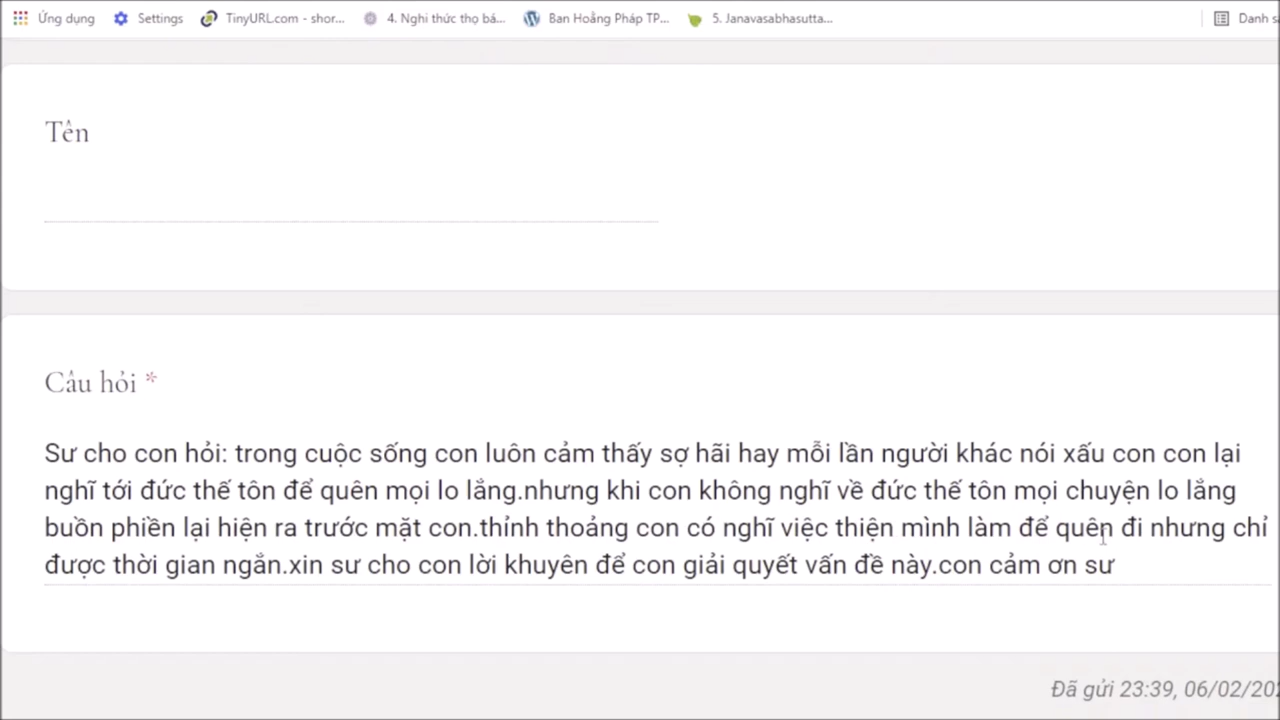 Ứng dụng Settings TinyURL.com - shor... 4. Nghi thức thọ bá... Ban Hoằng Pháp TP... 5. Janavasabhasutta... Danh s
Tên
Câu hỏi *
Sư cho con hỏi: trong cuộc sống con luôn cảm thấy sợ hãi hay mỗi lần người khác nói xấu con con lại
nghĩ tới đức thế tôn để quên mọi lo lắng.nhưng khi con không nghĩ về đức thế tôn mọi chuyện lo lắng
buồn phiền lại hiện ra trước mặt con.thỉnh thoảng con có nghĩ việc thiện mình làm để quên đi nhưng chỉ
được thời gian ngắn.xin sư cho con lời khuyên để con giải quyết vấn đề này.con cảm ơn sư
Đã gửi 23:39, 06/02/202